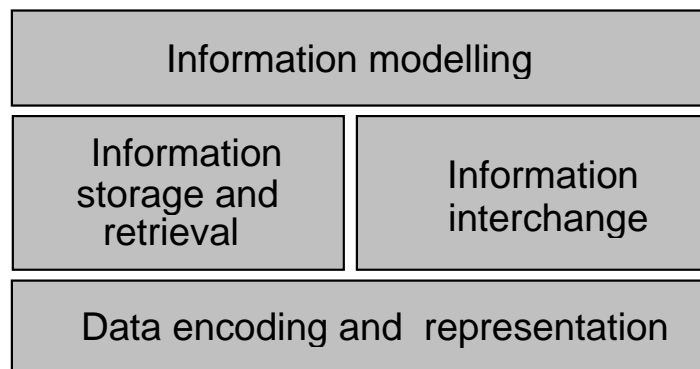 Information modelling
Information
storage and
retrieval
Information
interchange
Data encoding and representation